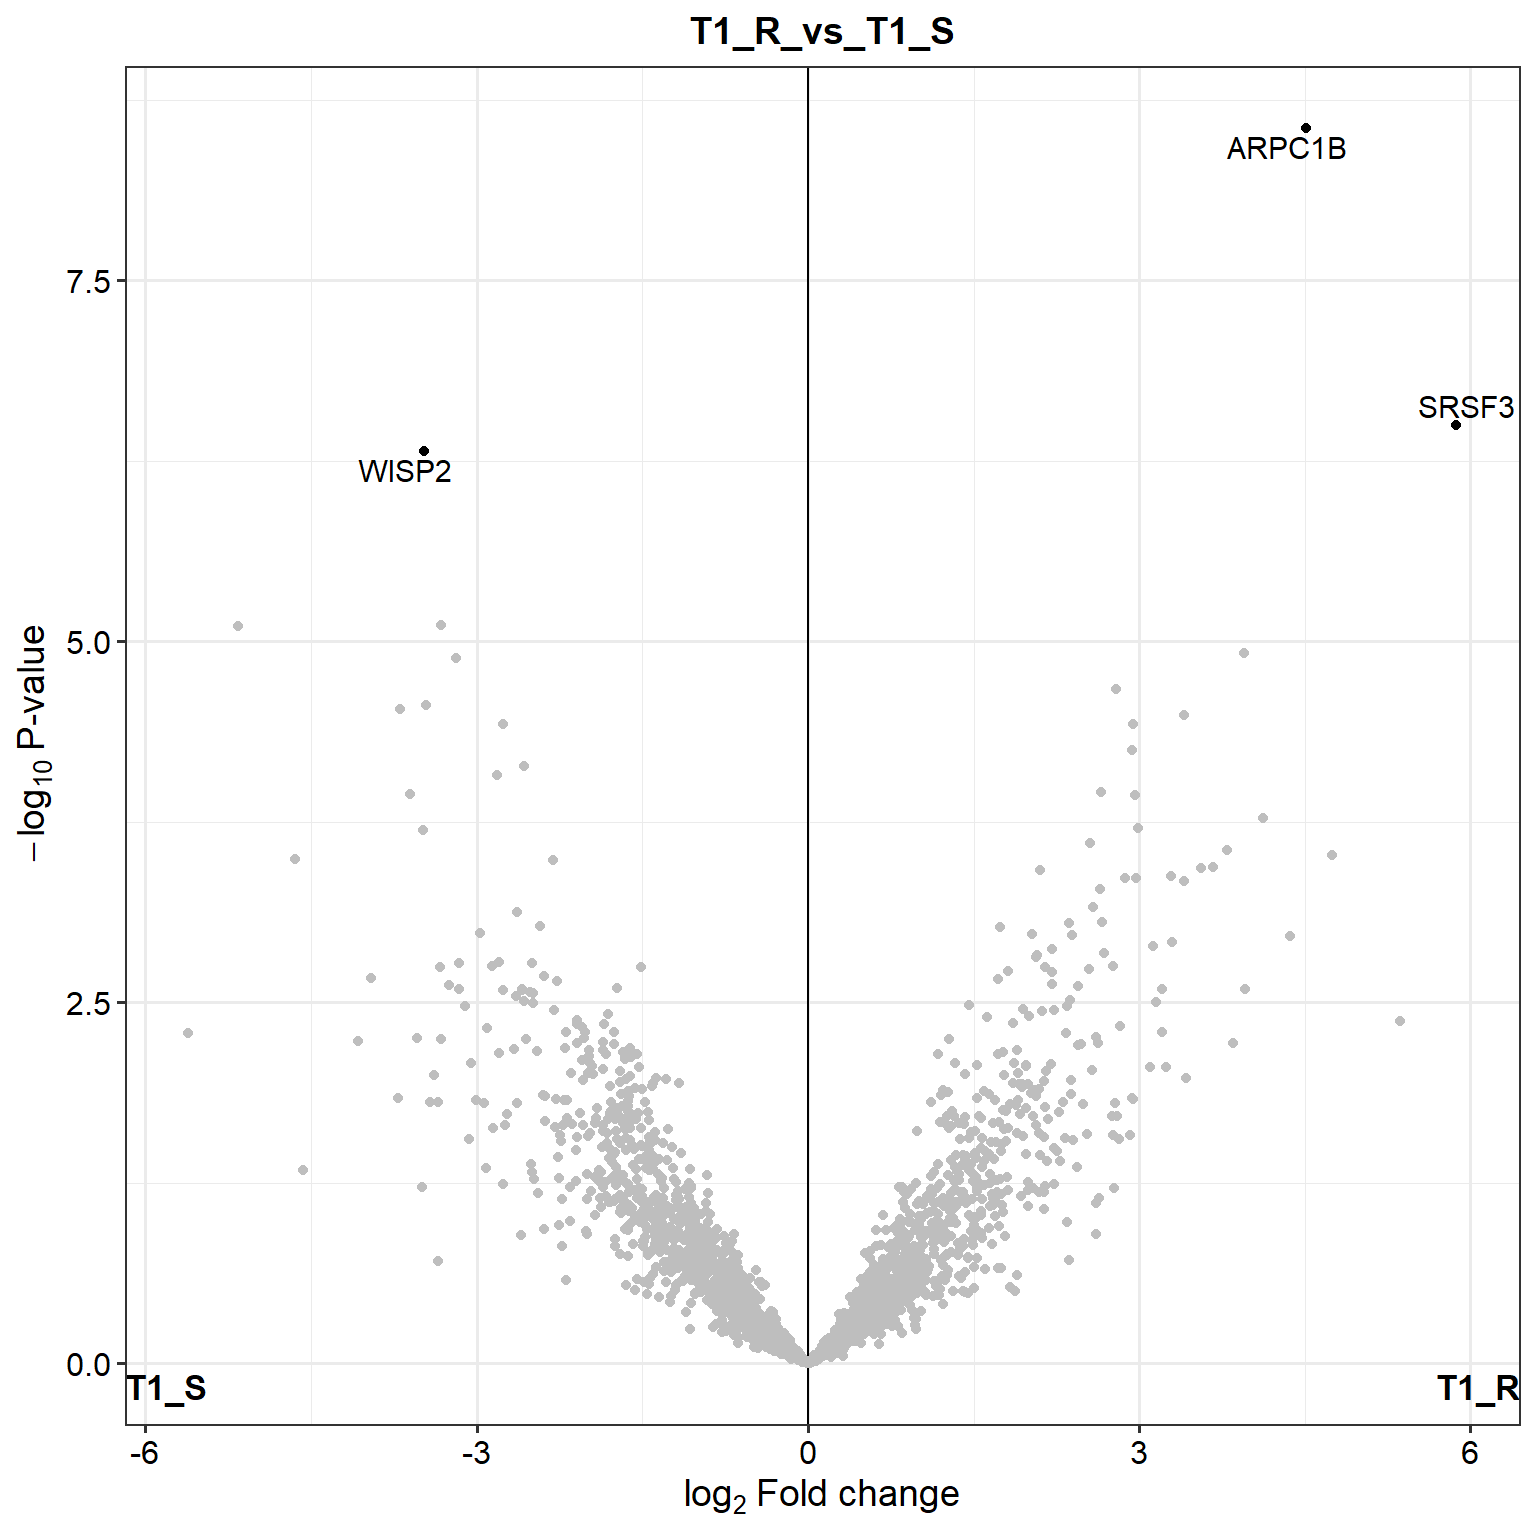 T1_R_vs_T1_S
ARPC1B
7.5
SRSF3
WISP2
5.0
−log10 P-value
2.5
0.0
T1_S
T1_R
-6
-3
0
3
6
log2 Fold change